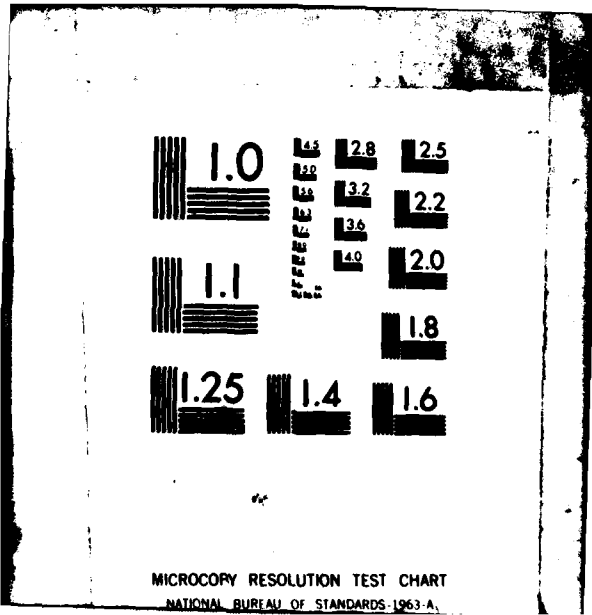 1.0
4.5 2.8 2.5
5.0
5.6 3.2 2.2
6.3
3.6
4.0 2.0
1.1
1.8
1.25 1.4 1.6
MICROCOPY RESOLUTION TEST CHART
NATIONAL BUREAU OF STANDARDS-1963-A